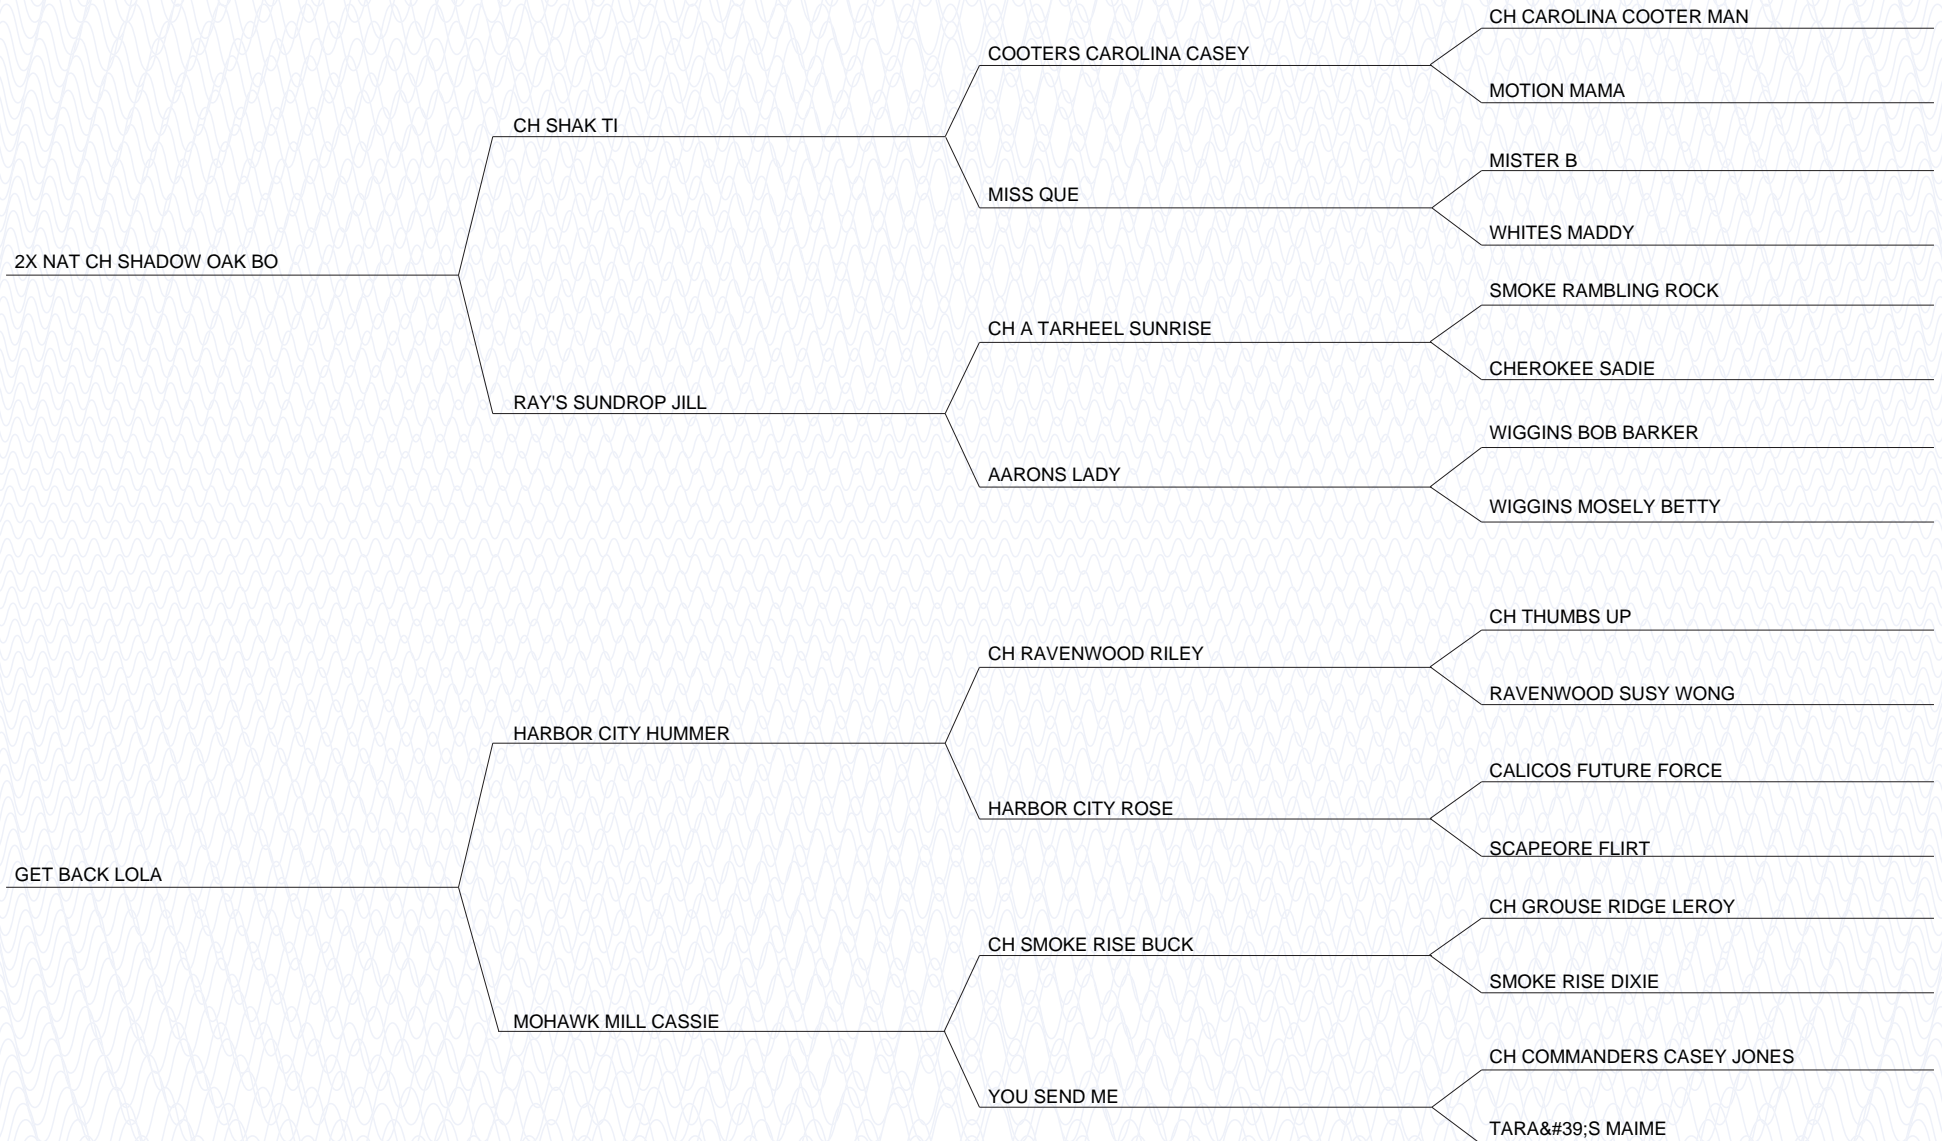 CH CAROLINA COOTER MAN
COOTERS CAROLINA CASEY
MOTION MAMA
CH SHAK TI
MISTER B
MISS QUE
WHITES MADDY
2X NAT CH SHADOW OAK BO
SMOKE RAMBLING ROCK
CH A TARHEEL SUNRISE
CHEROKEE SADIE
RAY'S SUNDROP JILL
WIGGINS BOB BARKER
AARONS LADY
WIGGINS MOSELY BETTY
CH THUMBS UP
CH RAVENWOOD RILEY
RAVENWOOD SUSY WONG
HARBOR CITY HUMMER
CALICOS FUTURE FORCE
HARBOR CITY ROSE
SCAPEORE FLIRT
GET BACK LOLA
CH GROUSE RIDGE LEROY
CH SMOKE RISE BUCK
SMOKE RISE DIXIE
MOHAWK MILL CASSIE
CH COMMANDERS CASEY JONES
YOU SEND ME
TARA&#39;S MAIME